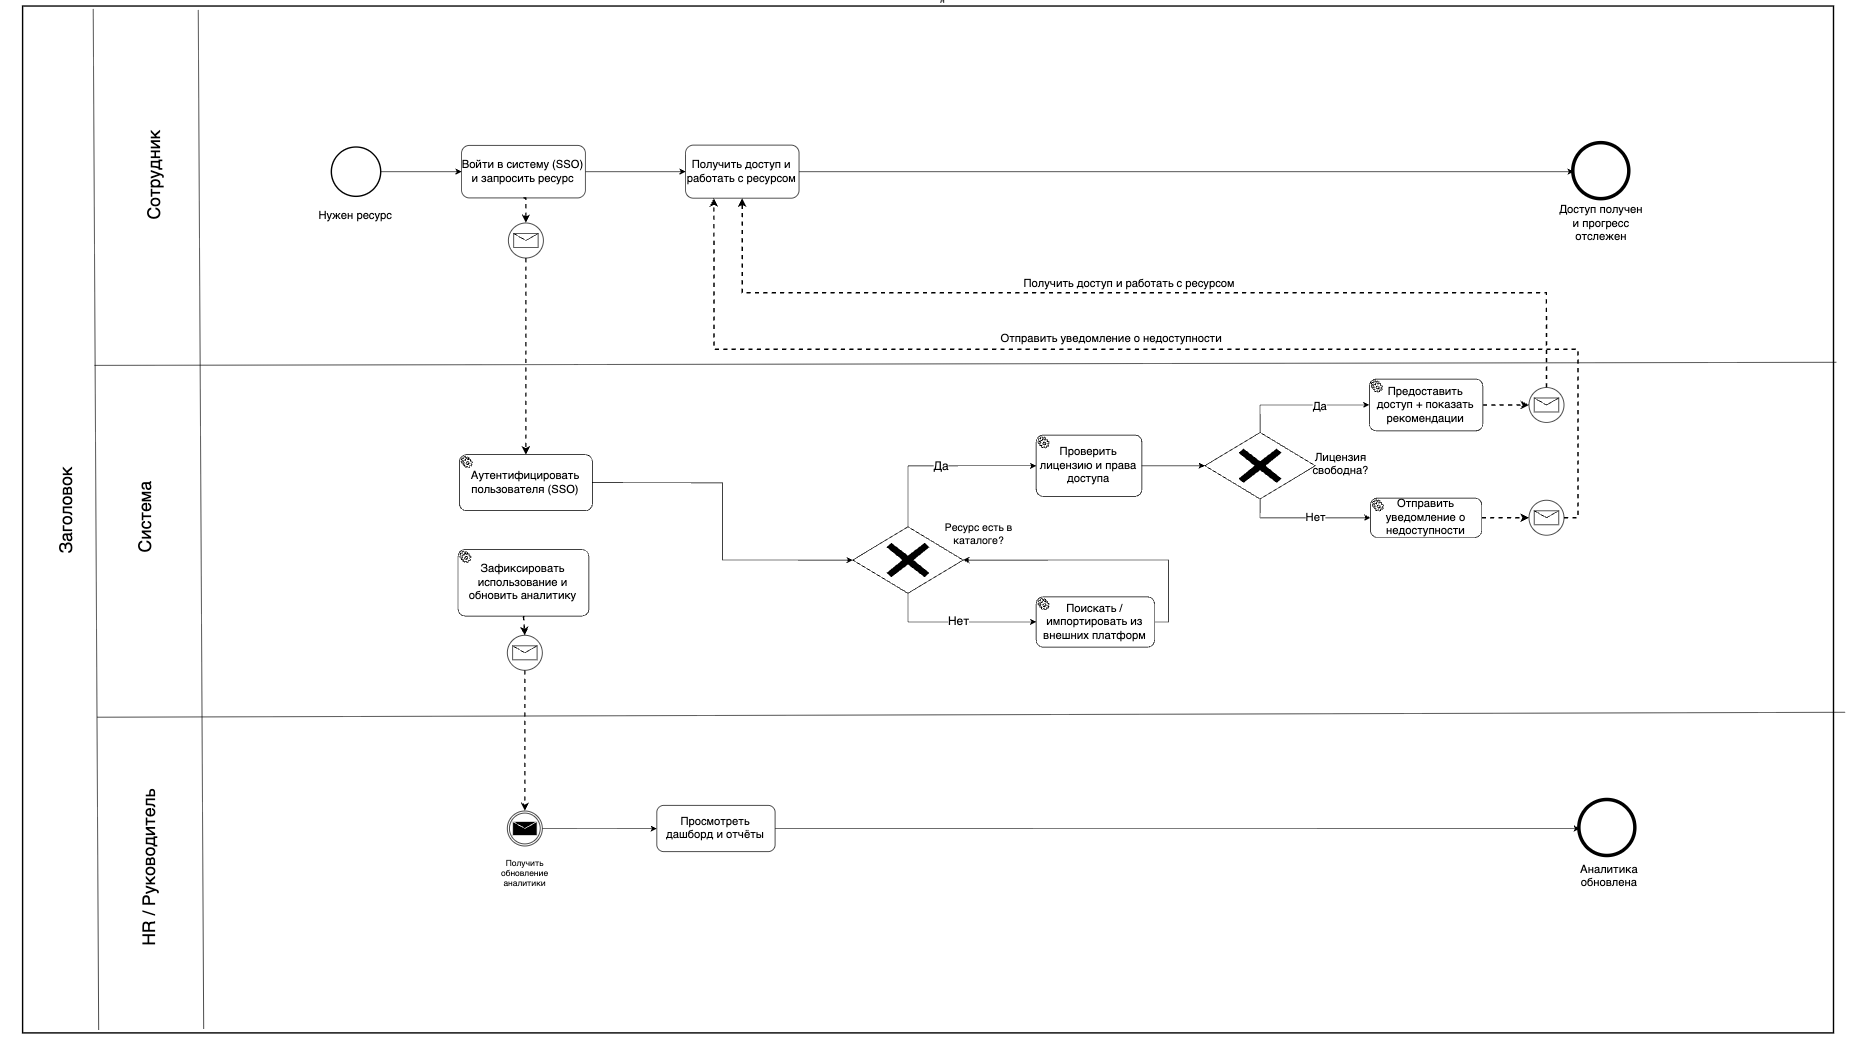 Заголовок
Сотрудник
Нужен ресурс
Войти в систему (SSO)
и запросить ресурс
Получить доступ и
работать с ресурсом
Доступ получен
и прогресс
отслежен
Получить доступ и работать с ресурсом
Отправить уведомление о недоступности
Система
Аутентифицировать
пользователя (SSO)
Зафиксировать
использование и
обновить аналитику
Ресурс есть в
каталоге?
Да
Нет
Проверить
лицензию и права
доступа
Поискать /
импортировать из
внешних платформ
Лицензия
свободна?
Да
Нет
Предоставить
доступ + показать
рекомендации
Отправить
уведомление о
недоступности
HR / Руководитель
Получить
обновление
аналитики
Просмотреть
дашборд и отчёты
Аналитика
обновлена